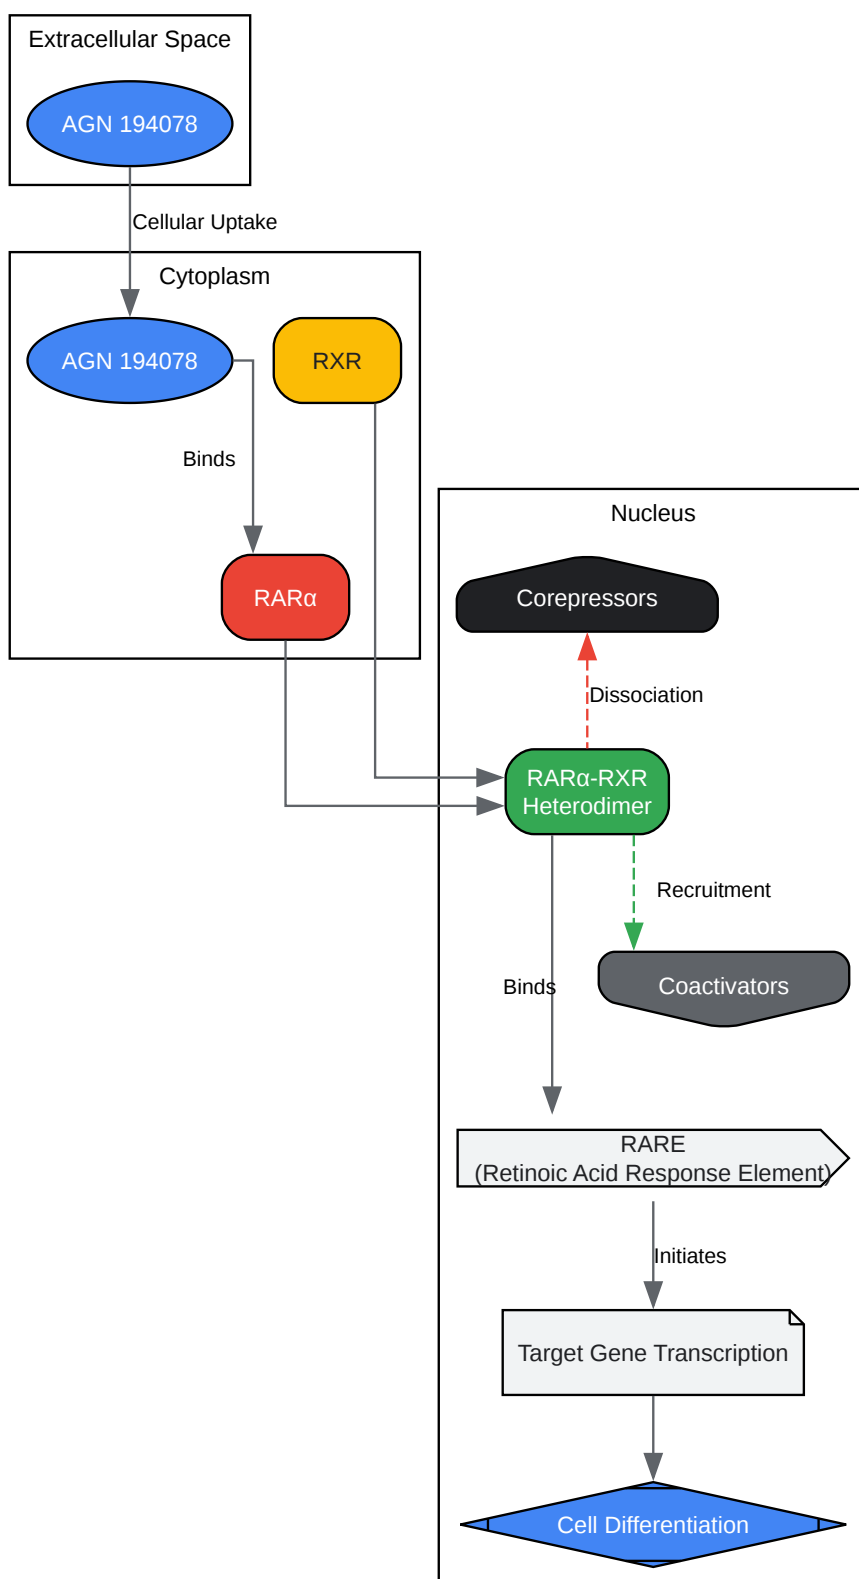 Extracellular Space
AGN 194078
Cellular Uptake
Cytoplasm
AGN 194078
RXR
Binds
RARα
Nucleus
Corepressors
Dissociation
RARα-RXR
Heterodimer
Recruitment
Binds
Coactivators
RARE
(Retinoic Acid Response Element)
Initiates
Target Gene Transcription
Cell Differentiation